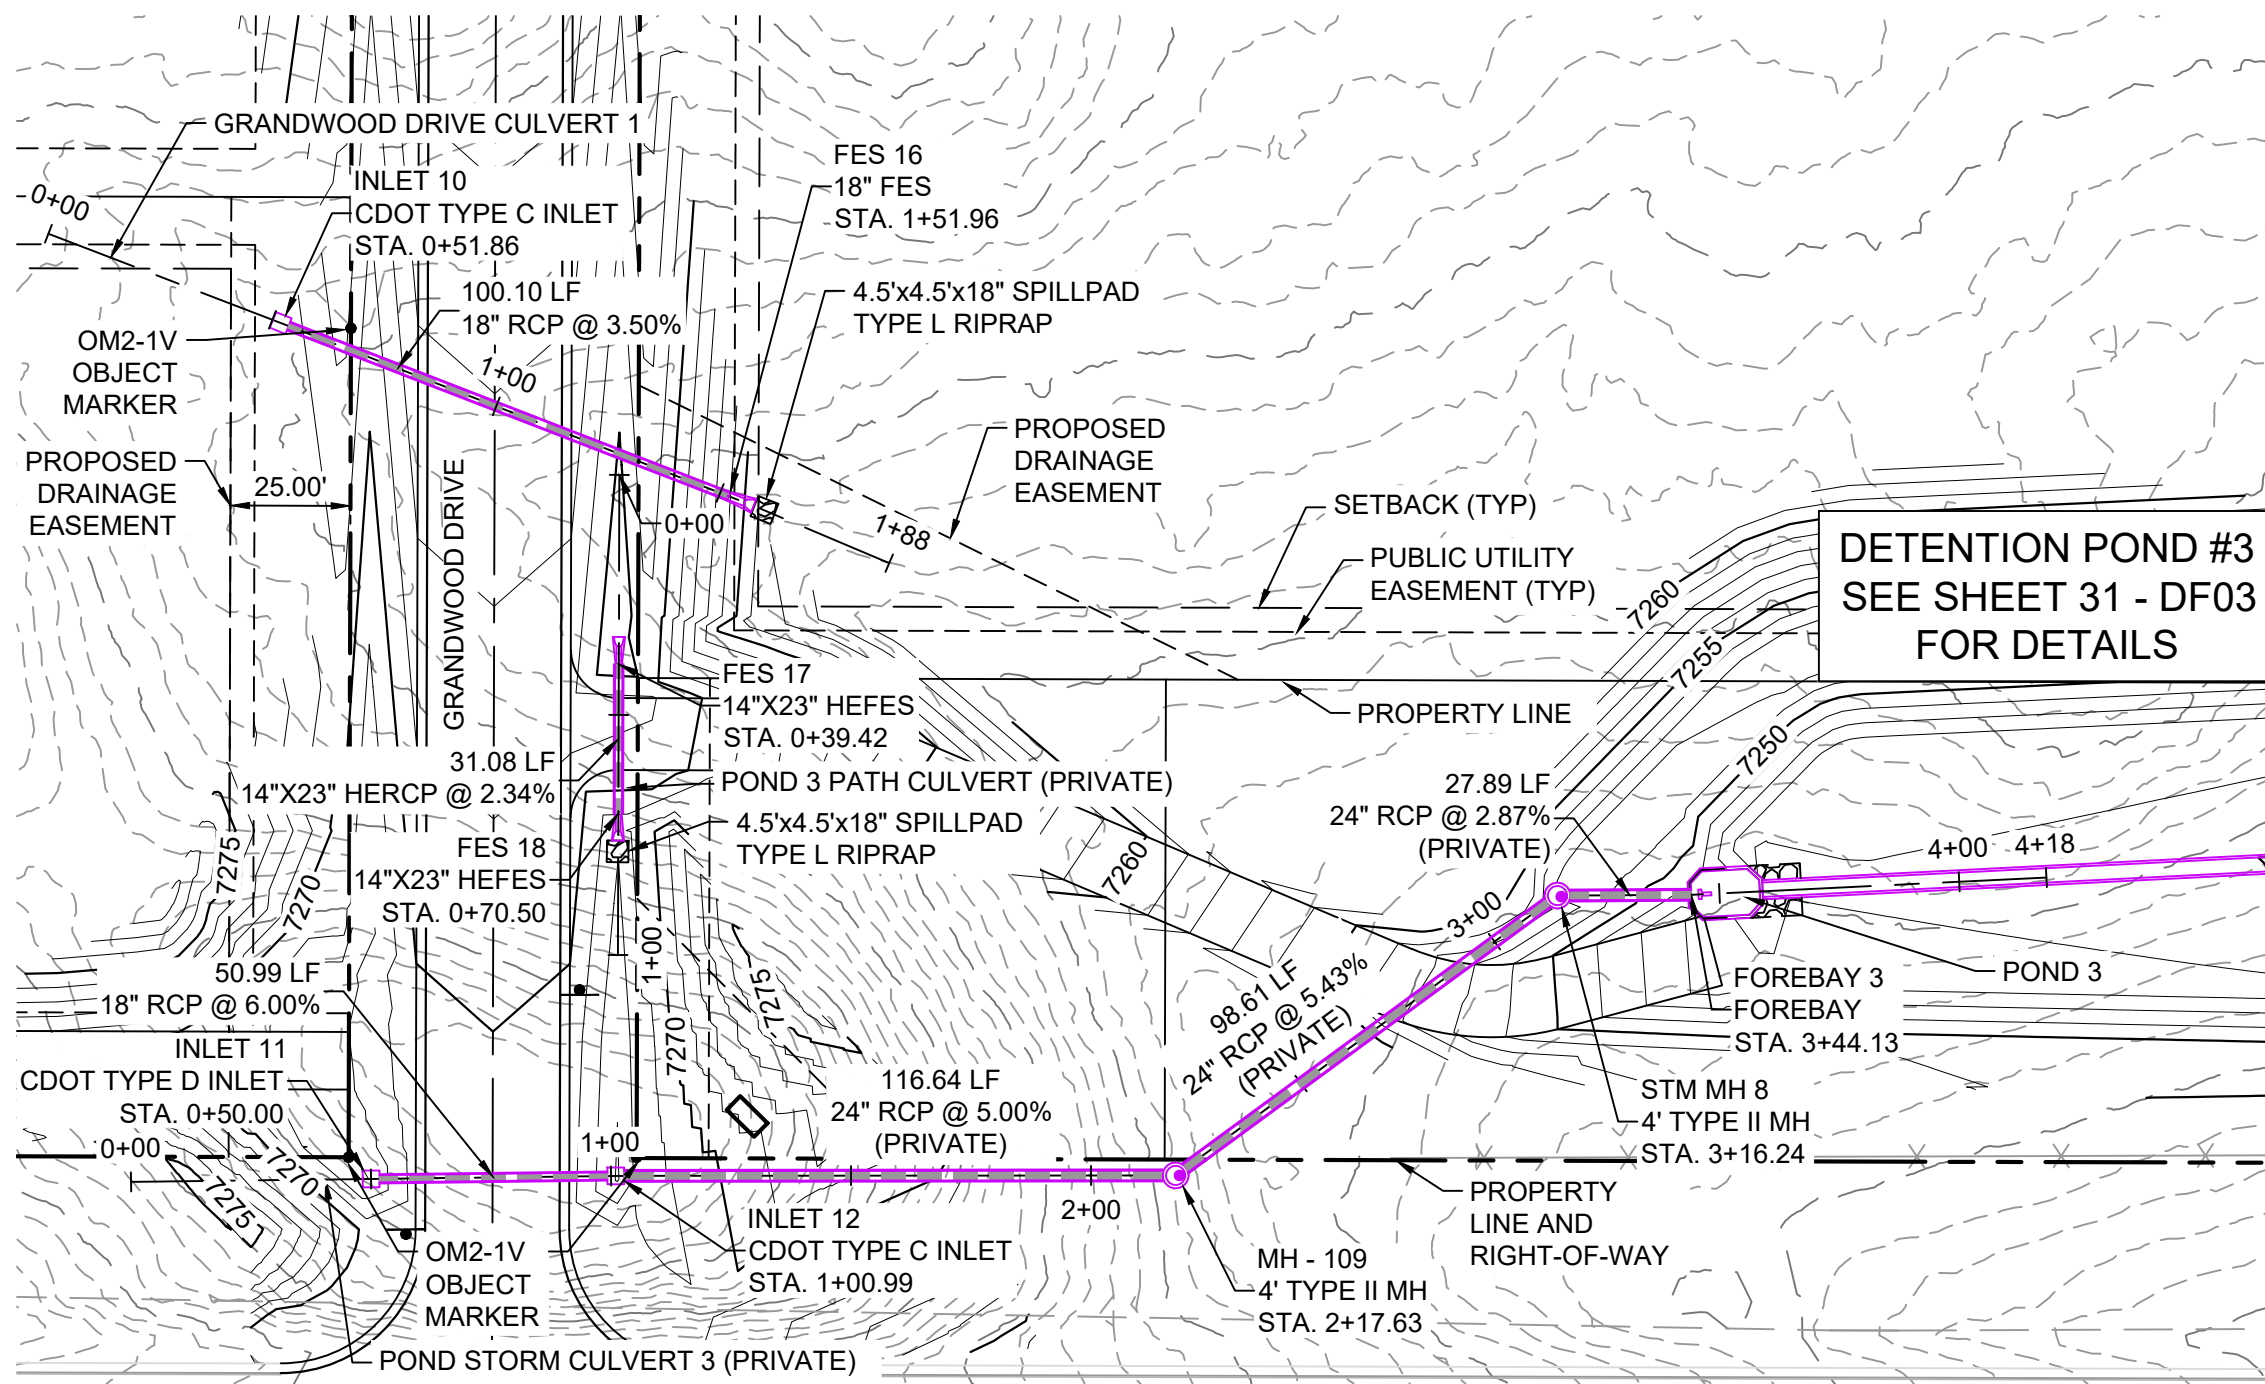 GRANDWOOD DRIVE CULVERT 1
0+00
INLET 10
CDOT TYPE C INLET
STA. 0+51.86
FES 16
18" FES
STA. 1+51.96
100.10 LF
18" RCP @ 3.50%
4.5'x4.5'x18" SPILLPAD
TYPE L RIPRAP
OM2-1V
OBJECT
MARKER
1+00
PROPOSED
DRAINAGE
EASEMENT
25.00'
GRANDWOOD DRIVE
0+00
1+88
PROPOSED
DRAINAGE
EASEMENT
SETBACK (TYP)
PUBLIC UTILITY
EASEMENT (TYP)
7260
7255
7250
DETENTION POND #3
SEE SHEET 31 - DF03
FOR DETAILS
FES 17
14"X23" HEFES
STA. 0+39.42
PROPERTY LINE
31.08 LF
14"X23" HERCP @ 2.34%
POND 3 PATH CULVERT (PRIVATE)
4.5'x4.5'x18" SPILLPAD
TYPE L RIPRAP
FES 18
14"X23" HEFES
STA. 0+70.50
27.89 LF
24" RCP @ 2.87%
(PRIVATE)
4+00
4+18
7275
7270
7260
1+00
7275
7270
3+00
50.99 LF
18" RCP @ 6.00%
98.61 LF
24" RCP @ 5.43%
(PRIVATE)
FOREBAY 3
FOREBAY
STA. 3+44.13
POND 3
INLET 11
CDOT TYPE D INLET
STA. 0+50.00
0+00
7270
7275
1+00
116.64 LF
24" RCP @ 5.00%
(PRIVATE)
2+00
STM MH 8
4' TYPE II MH
STA. 3+16.24
PROPERTY
LINE AND
RIGHT-OF-WAY
OM2-1V
OBJECT
MARKER
INLET 12
CDOT TYPE C INLET
STA. 1+00.99
MH - 109
4' TYPE II MH
STA. 2+17.63
POND STORM CULVERT 3 (PRIVATE)